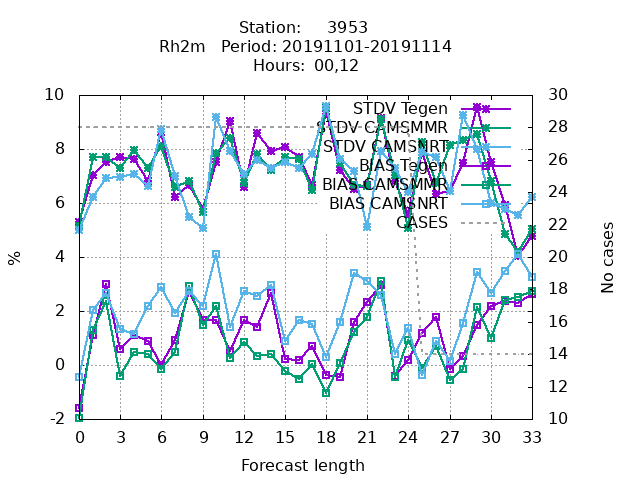 Station: 3953
Rh2m Period: 20191101-20191114
Hours: 00,12
10 30
STDV Tegen
STDV CAMSMMR 28
8 STDV CAMSNRT
26
BIAS Tegen
BIAS CAMSMMR 24
6 BIAS CAMSNRT
22
CASES
4 20
% No cases
18
2 16
14
0
12
-2 10
0 3 6 9 12 15 18 21 24 27 30 33
Forecast length